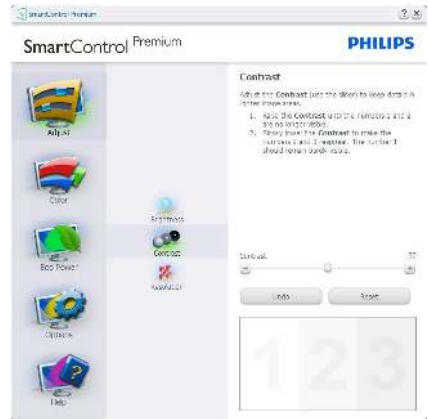 SmartControl Premium
SmartControl Premium
PHILIPS
Contrast
Adjust the Contrast (use the slider) to keep detail in
lighter image areas.
1. Raise the Contrast until the numbers 1 and 2
are no longer visible.
2. Slowly lower the Contrast to make the
numbers 2 and 3 reappear. The number 1
should remain barely visible.
Adjust
Color
Eco Power
Options
Help
Brightness
Contrast
Resolution
Contrast
Undo
Reset
1 2 3